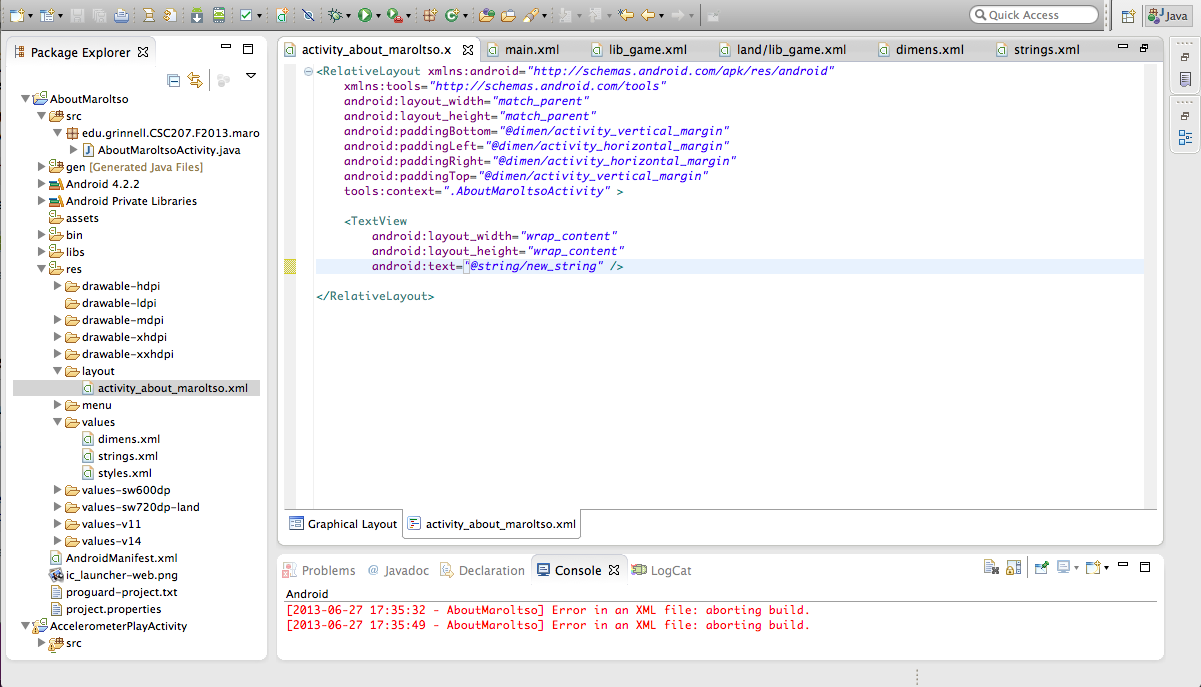 Quick Access
Java
Package Explorer
activity_about_maroltso.x
main.xml
lib_game.xml
land/lib_game.xml
dimens.xml
strings.xml
AboutMaroltso
src
edu.grinnell.CSC207.F2013.maro
AboutMaroltsoActivity.java
gen [Generated Java Files]
Android 4.2.2
Android Private Libraries
assets
bin
libs
res
drawable-hdpi
drawable-ldpi
drawable-mdpi
drawable-xhdpi
drawable-xxhdpi
layout
activity_about_maroltso.xml
menu
values
dimens.xml
strings.xml
styles.xml
values-sw600dp
values-sw720dp-land
values-v11
values-v14
AndroidManifest.xml
ic_launcher-web.png
proguard-project.txt
project.properties
AccelerometerPlayActivity
src
<RelativeLayout xmlns:android="http://schemas.android.com/apk/res/android"
xmlns:tools="http://schemas.android.com/tools"
android:layout_width="match_parent"
android:layout_height="match_parent"
android:paddingBottom="@dimen/activity_vertical_margin"
android:paddingLeft="@dimen/activity_horizontal_margin"
android:paddingRight="@dimen/activity_horizontal_margin"
android:paddingTop="@dimen/activity_vertical_margin"
tools:context=".AboutMaroltsoActivity" >
<TextView
android:layout_width="wrap_content"
android:layout_height="wrap_content"
android:text="@string/new_string" />
</RelativeLayout>
Graphical Layout
activity_about_maroltso.xml
Problems
@ Javadoc
Declaration
Console
LogCat
Android
[2013-06-27 17:35:32 - AboutMaroltso] Error in an XML file: aborting build.
[2013-06-27 17:35:49 - AboutMaroltso] Error in an XML file: aborting build.